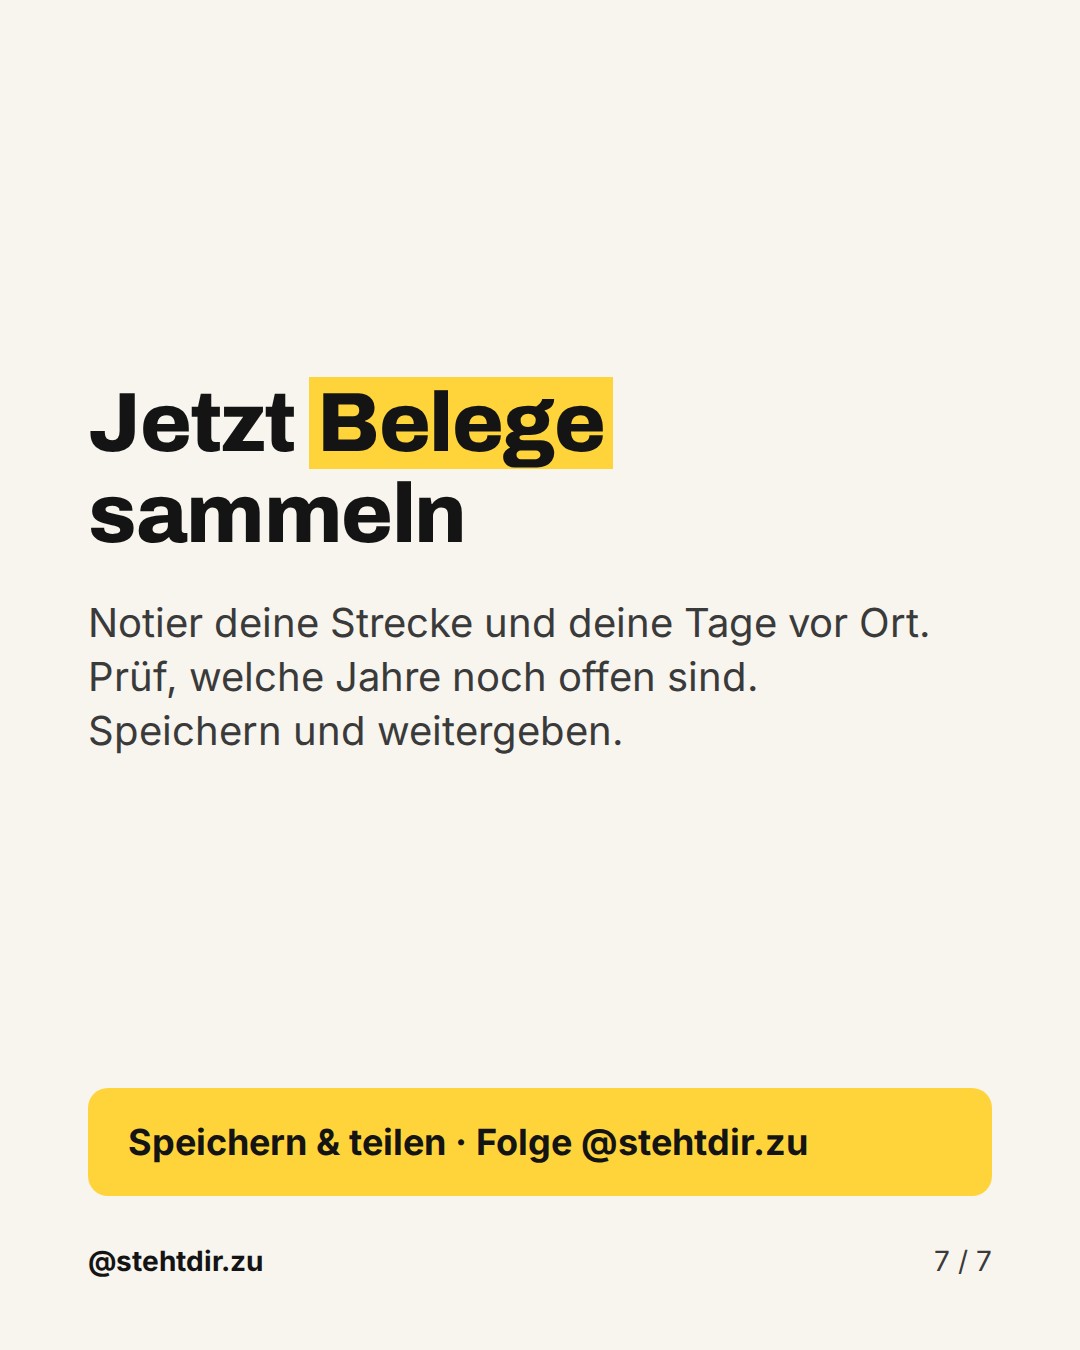 Jetzt Belege
sammeln
Notier deine Strecke und deine Tage vor Ort.
Prüf, welche Jahre noch offen sind.
Speichern und weitergeben.
Speichern & teilen · Folge @stehtdir.zu
@stehtdir.zu
7 / 7